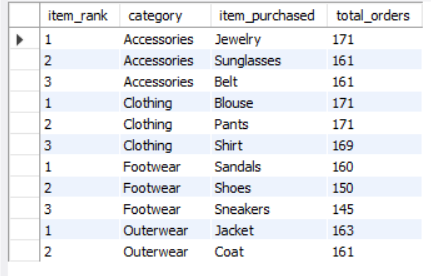 item_rank category item_purchased total_orders
1 Accessories Jewelry 171
2 Accessories Sunglasses 161
3 Accessories Belt 161
1 Clothing Blouse 171
2 Clothing Pants 171
3 Clothing Shirt 169
1 Footwear Sandals 160
2 Footwear Shoes 150
3 Footwear Sneakers 145
1 Outerwear Jacket 163
2 Outerwear Coat 161